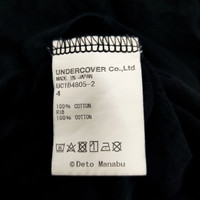 UNDERCOVER Co.,Ltd
MADE IN JAPAN
UC1B4805-2
4
100% COTTON
Rib
100% COTTON
©Deto Manabu